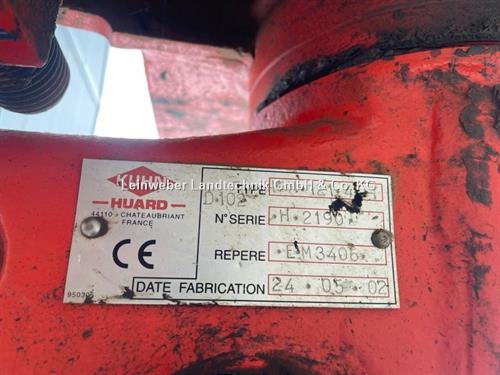 KUHN
HUARD
44110 - CHATEAUBRIANT
FRANCE
CE
950305
Leinweber Landtechnik GmbH & Co. KG
D 102
N° SERIE H.2190
REPERE EM3406
DATE FABRICATION 24 05 02